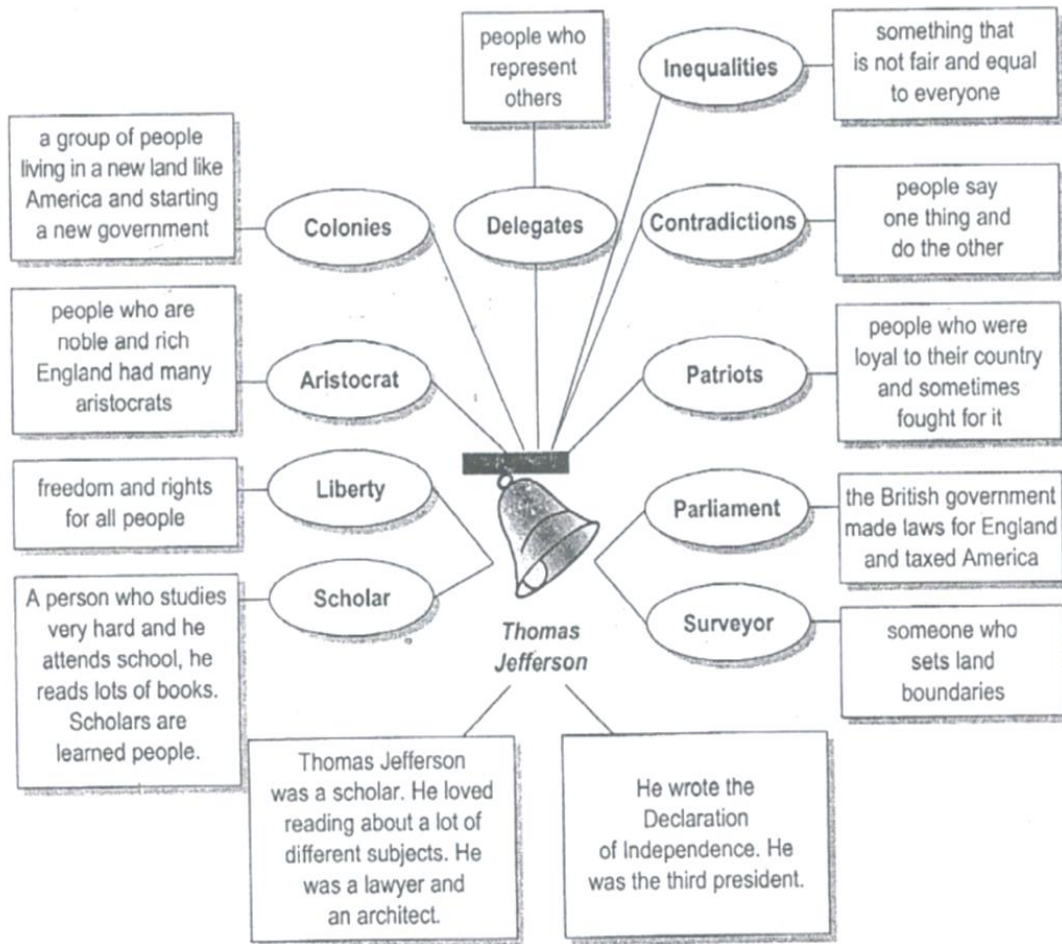 people who
represent
others
Inequalities
something that
is not fair and equal
to everyone
a group of people
living in a new land like
America and starting
a new government
Colonies
Delegates
Contradictions
people say
one thing and
do the other
people who are
noble and rich
England had many
aristocrats
Aristocrat
Patriots
people who were
loyal to their country
and sometimes
fought for it
freedom and rights
for all people
Liberty
Parliament
the British government
made laws for England
and taxed America
A person who studies
very hard and he
attends school, he
reads lots of books.
Scholars are
learned people.
Scholar
Surveyor
someone who
sets land
boundaries
Thomas
Jefferson
Thomas Jefferson
was a scholar. He loved
reading about a lot of
different subjects. He
was a lawyer and
an architect.
He wrote the
Declaration
of Independence. He
was the third president.